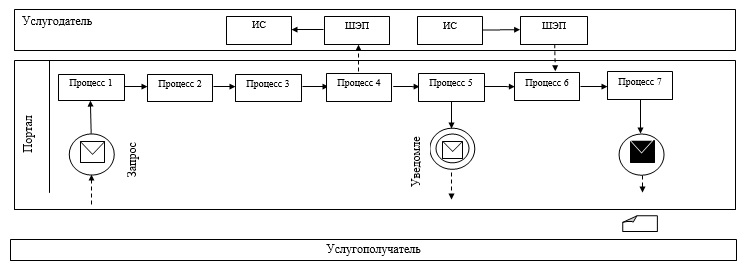 Услугодатель
ИС
ШЭП
ИС
ШЭП
Портал
Процесс 1
Процесс 2
Процесс 3
Процесс 4
Процесс 5
Процесс 6
Процесс 7
Запрос
Уведомле
Услугополучатель